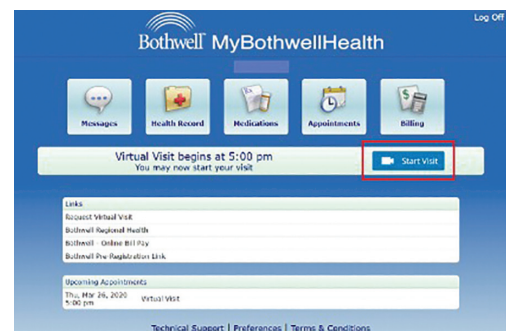 Log Off
Bothwell MyBothwellHealth
Messages
Health Record
Medications
Appointments
Billing
Virtual Visit begins at 5:00 pm
You may now start your visit
Start Visit
Links
Request Virtual Visit
Bothwell Regional Health
Bothwell - Online Bill Pay
Bothwell Pre-Registration Link
Upcoming Appointments
Thu, Mar 26, 2020
5:00 pm
Virtual Visit
Technical Support | Preferences | Terms & Conditions